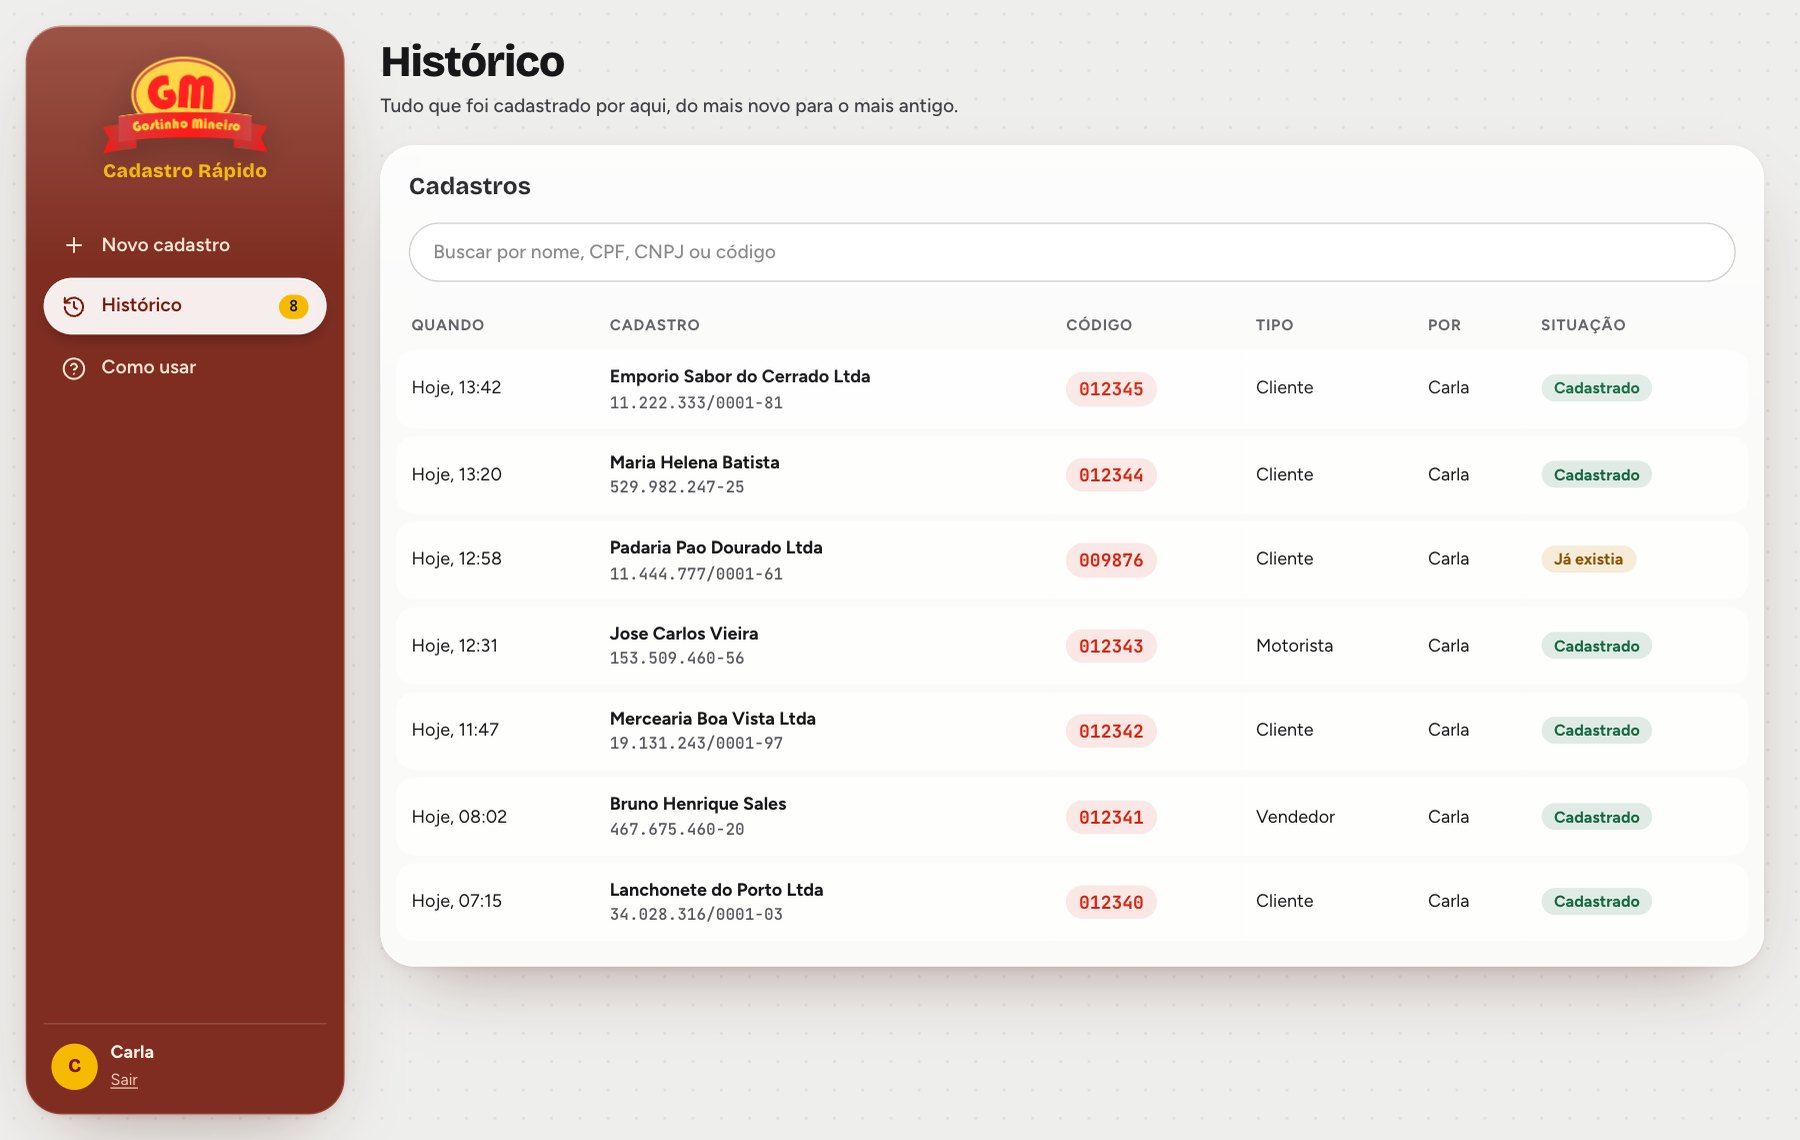 GM
Gostinho Mineiro
Cadastro Rápido
Novo cadastro
Histórico 8
Como usar
Carla
C
Sair
Histórico
Tudo que foi cadastrado por aqui, do mais novo para o mais antigo.
Cadastros
Buscar por nome, CPF, CNPJ ou código
QUANDO CADASTRO CÓDIGO TIPO POR SITUAÇÃO
Hoje, 13:42 Emporio Sabor do Cerrado Ltda 012345 Cliente Carla Cadastrado
11.222.333/0001-81
Hoje, 13:20 Maria Helena Batista 012344 Cliente Carla Cadastrado
529.982.247-25
Hoje, 12:58 Padaria Pao Dourado Ltda 009876 Cliente Carla Já existia
11.444.777/0001-61
Hoje, 12:31 Jose Carlos Vieira 012343 Motorista Carla Cadastrado
153.509.460-56
Hoje, 11:47 Mercearia Boa Vista Ltda 012342 Cliente Carla Cadastrado
19.131.243/0001-97
Hoje, 08:02 Bruno Henrique Sales 012341 Vendedor Carla Cadastrado
467.675.460-20
Hoje, 07:15 Lanchonete do Porto Ltda 012340 Cliente Carla Cadastrado
34.028.316/0001-03